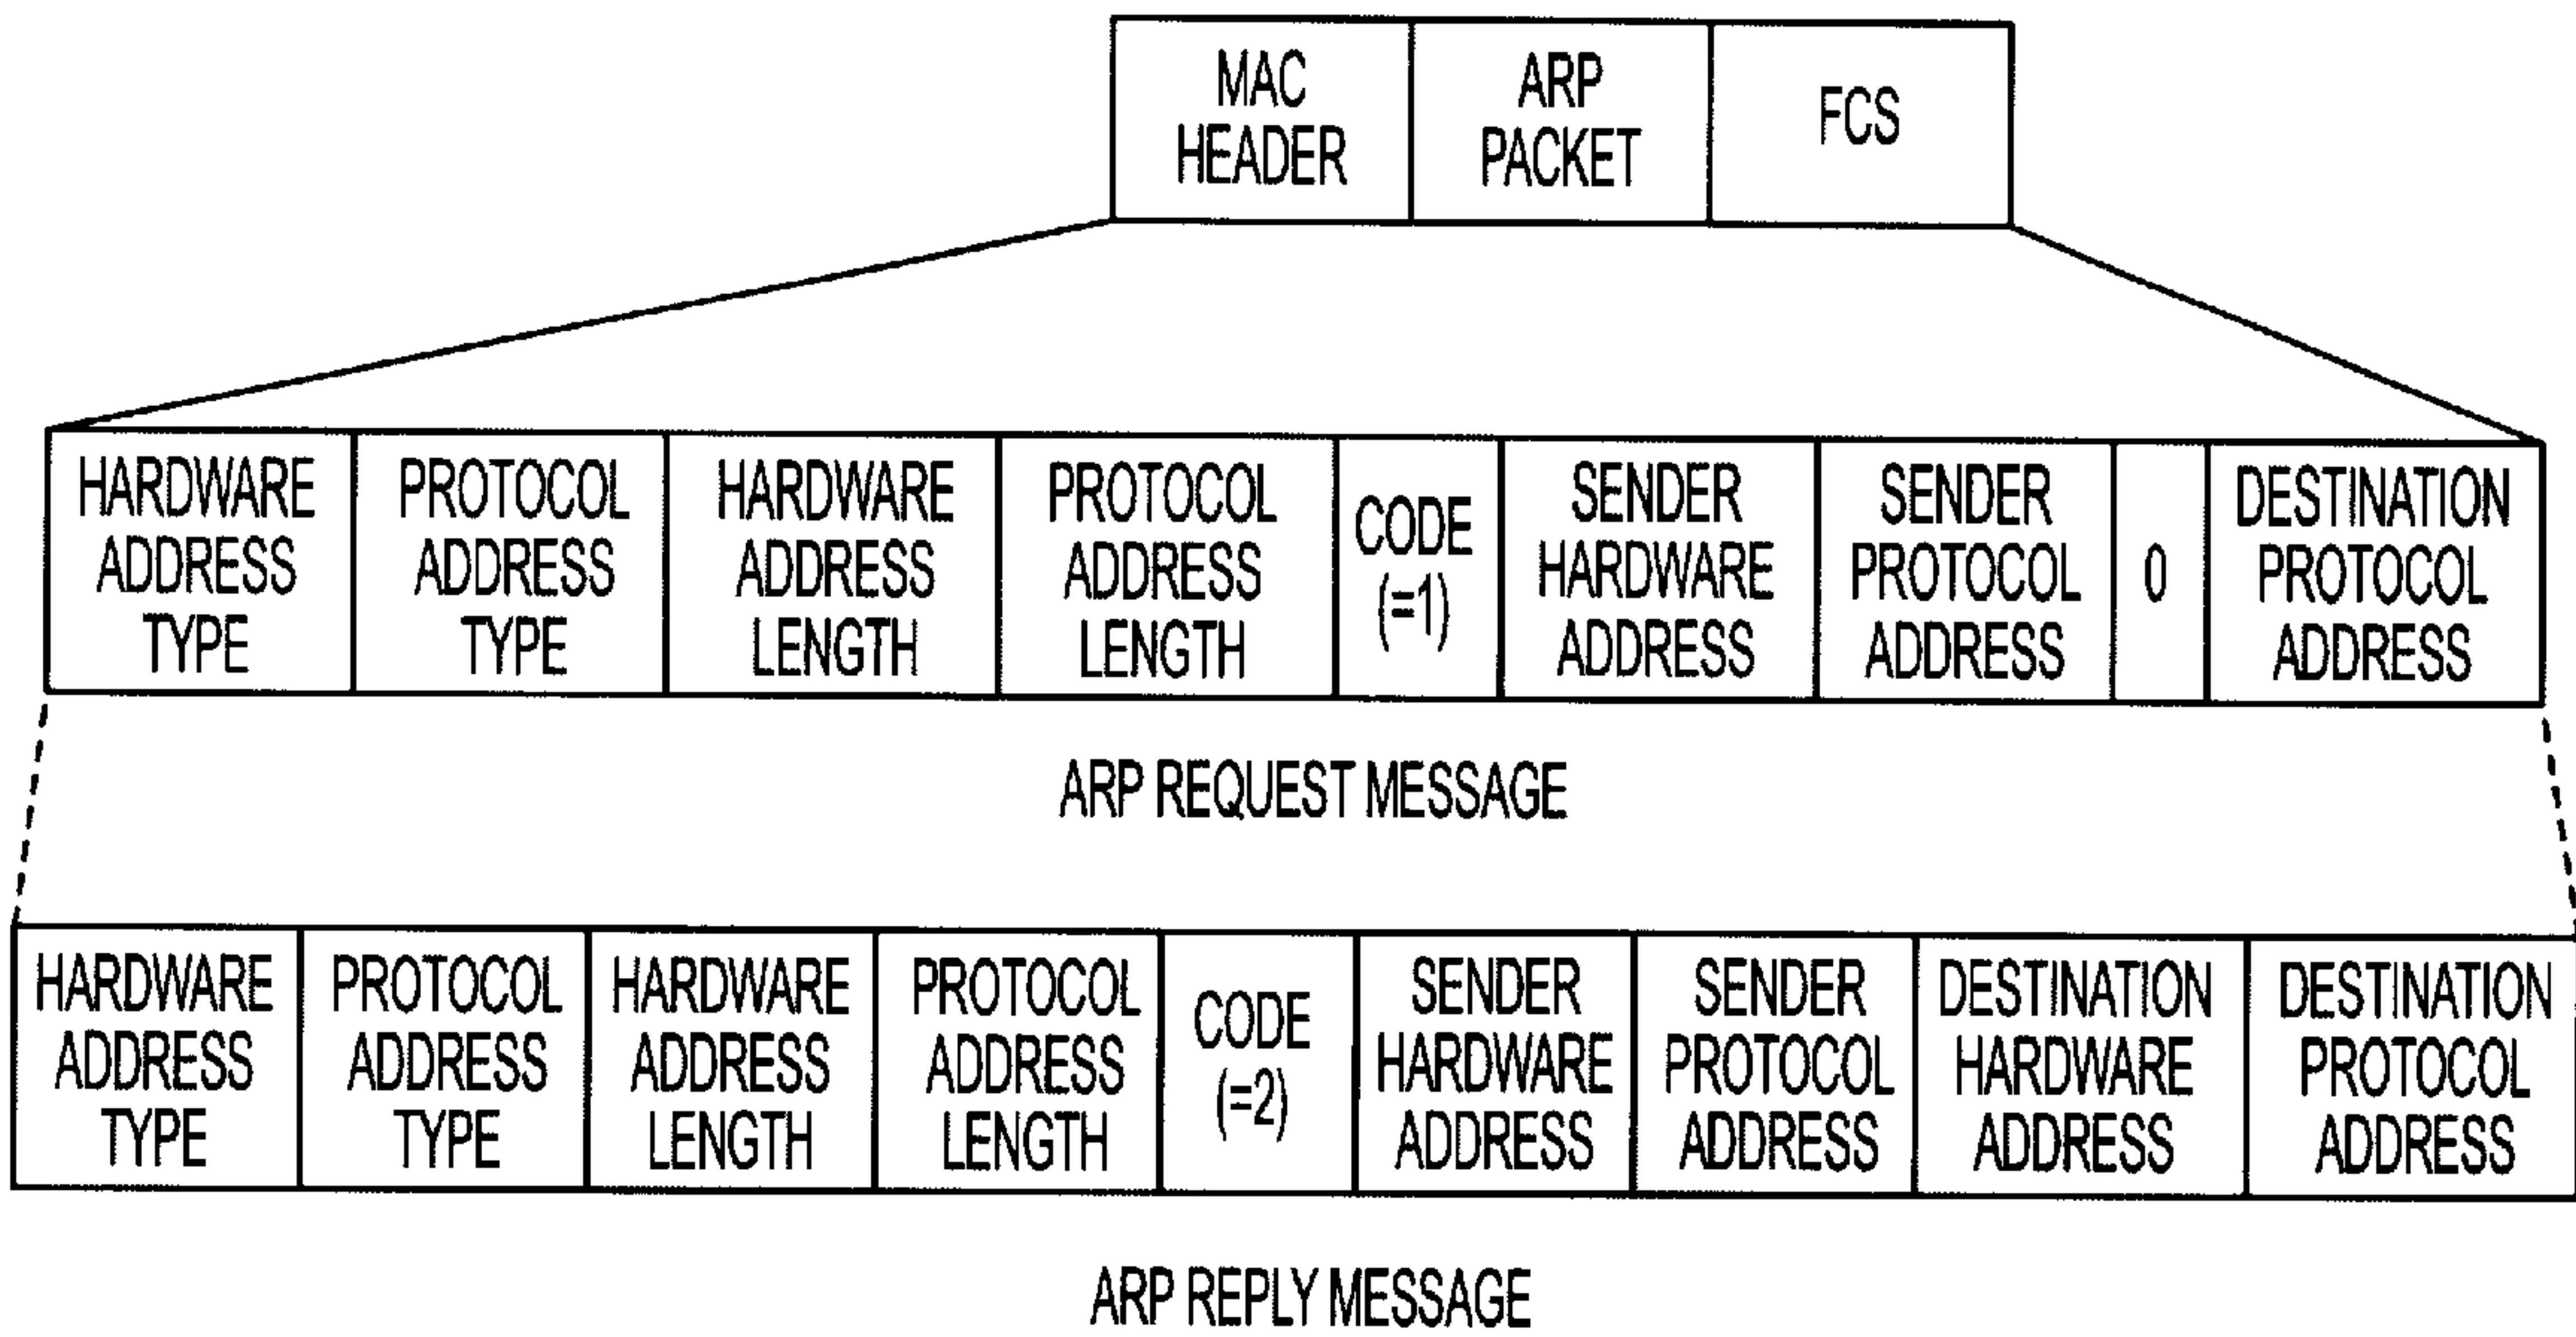 MAC
HEADER
ARP
PACKET
FCS
HARDWARE
ADDRESS
TYPE
PROTOCOL
ADDRESS
TYPE
HARDWARE
ADDRESS
LENGTH
PROTOCOL
ADDRESS
LENGTH
CODE
(=1)
SENDER
HARDWARE
ADDRESS
SENDER
PROTOCOL
ADDRESS
0
DESTINATION
PROTOCOL
ADDRESS
ARP REQUEST MESSAGE
HARDWARE
ADDRESS
TYPE
PROTOCOL
ADDRESS
TYPE
HARDWARE
ADDRESS
LENGTH
PROTOCOL
ADDRESS
LENGTH
CODE
(=2)
SENDER
HARDWARE
ADDRESS
SENDER
PROTOCOL
ADDRESS
DESTINATION
HARDWARE
ADDRESS
DESTINATION
PROTOCOL
ADDRESS
ARP REPLY MESSAGE